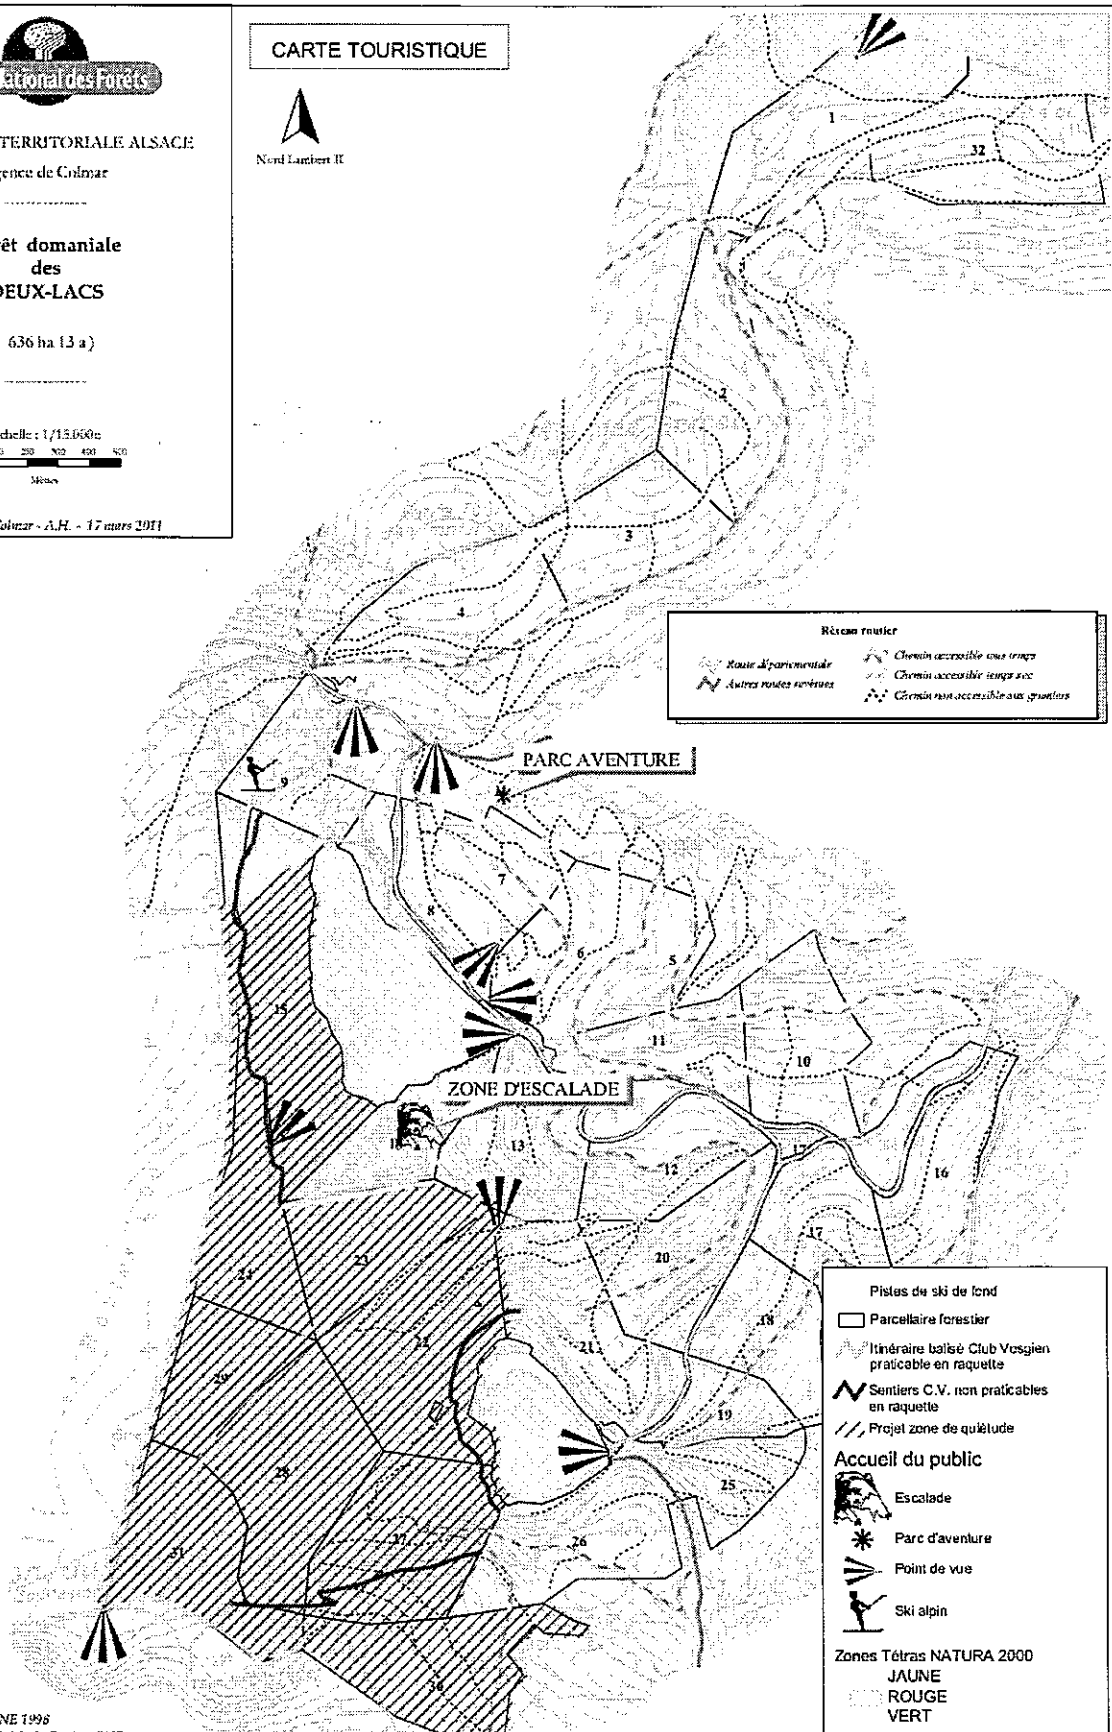 CARTE TOURISTIQUE
National des Forêts
TERRITORIALE ALSACE
gence de Colmar
Nord Lambert II
rêt domaniale
des
DEUX-LACS
636 ha 13 a )
chelle : 1/15.000e
Mètres
Colmar - A.H. - 17 mars 2011
1
32
2
3
4
Réseau routier
Route départementale
Autres routes revêtues
Chemin accessible tous temps
Chemin accessible temps sec
Chemin non accessible aux grumiers
PARC AVENTURE
9
7
8
6
5
15
11
10
ZONE D'ESCALADE
13
12
17
16
23
24
20
17
22
21
18
29
19
28
25
27
26
31
30
Pistes de ski de fond
Parcellaire forestier
Itinéraire balisé Club Vosgien
praticable en raquette
Sentiers C.V. non praticables
en raquette
Projet zone de quiétude
Accueil du public
Escalade
Parc d'aventure
Point de vue
Ski alpin
Zones Tétras NATURA 2000
JAUNE
ROUGE
VERT
NE 1996